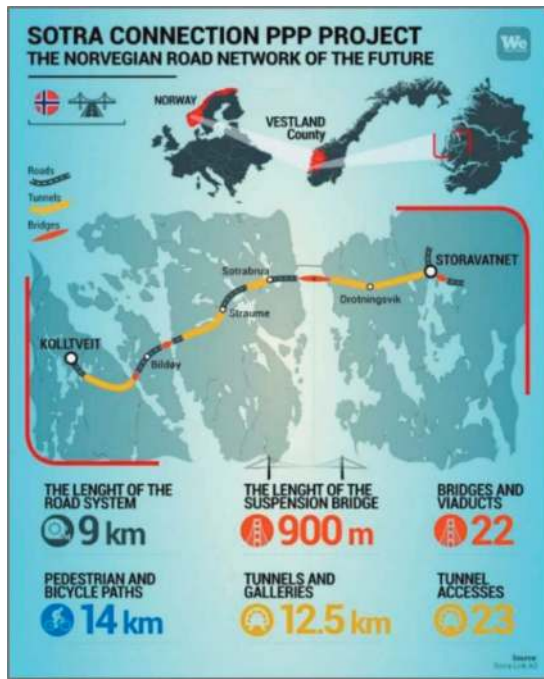 SOTRA CONNECTION PPP PROJECT
THE NORVEGIAN ROAD NETWORK OF THE FUTURE
We
NORWAY
VESTLAND
County
Roads
Tunnels
Bridges
Sotrabrua
STORAVATNET
Drotningsvik
Straume
KOLLTVEIT
Bildøy
THE LENGHT OF THE
ROAD SYSTEM
9 km
THE LENGHT OF THE
SUSPENSION BRIDGE
900 m
BRIDGES AND
VIADUCTS
22
PEDESTRIAN AND
BICYCLE PATHS
14 km
TUNNELS AND
GALLERIES
12.5 km
TUNNEL
ACCESSES
23
Source
Sotra Link AS